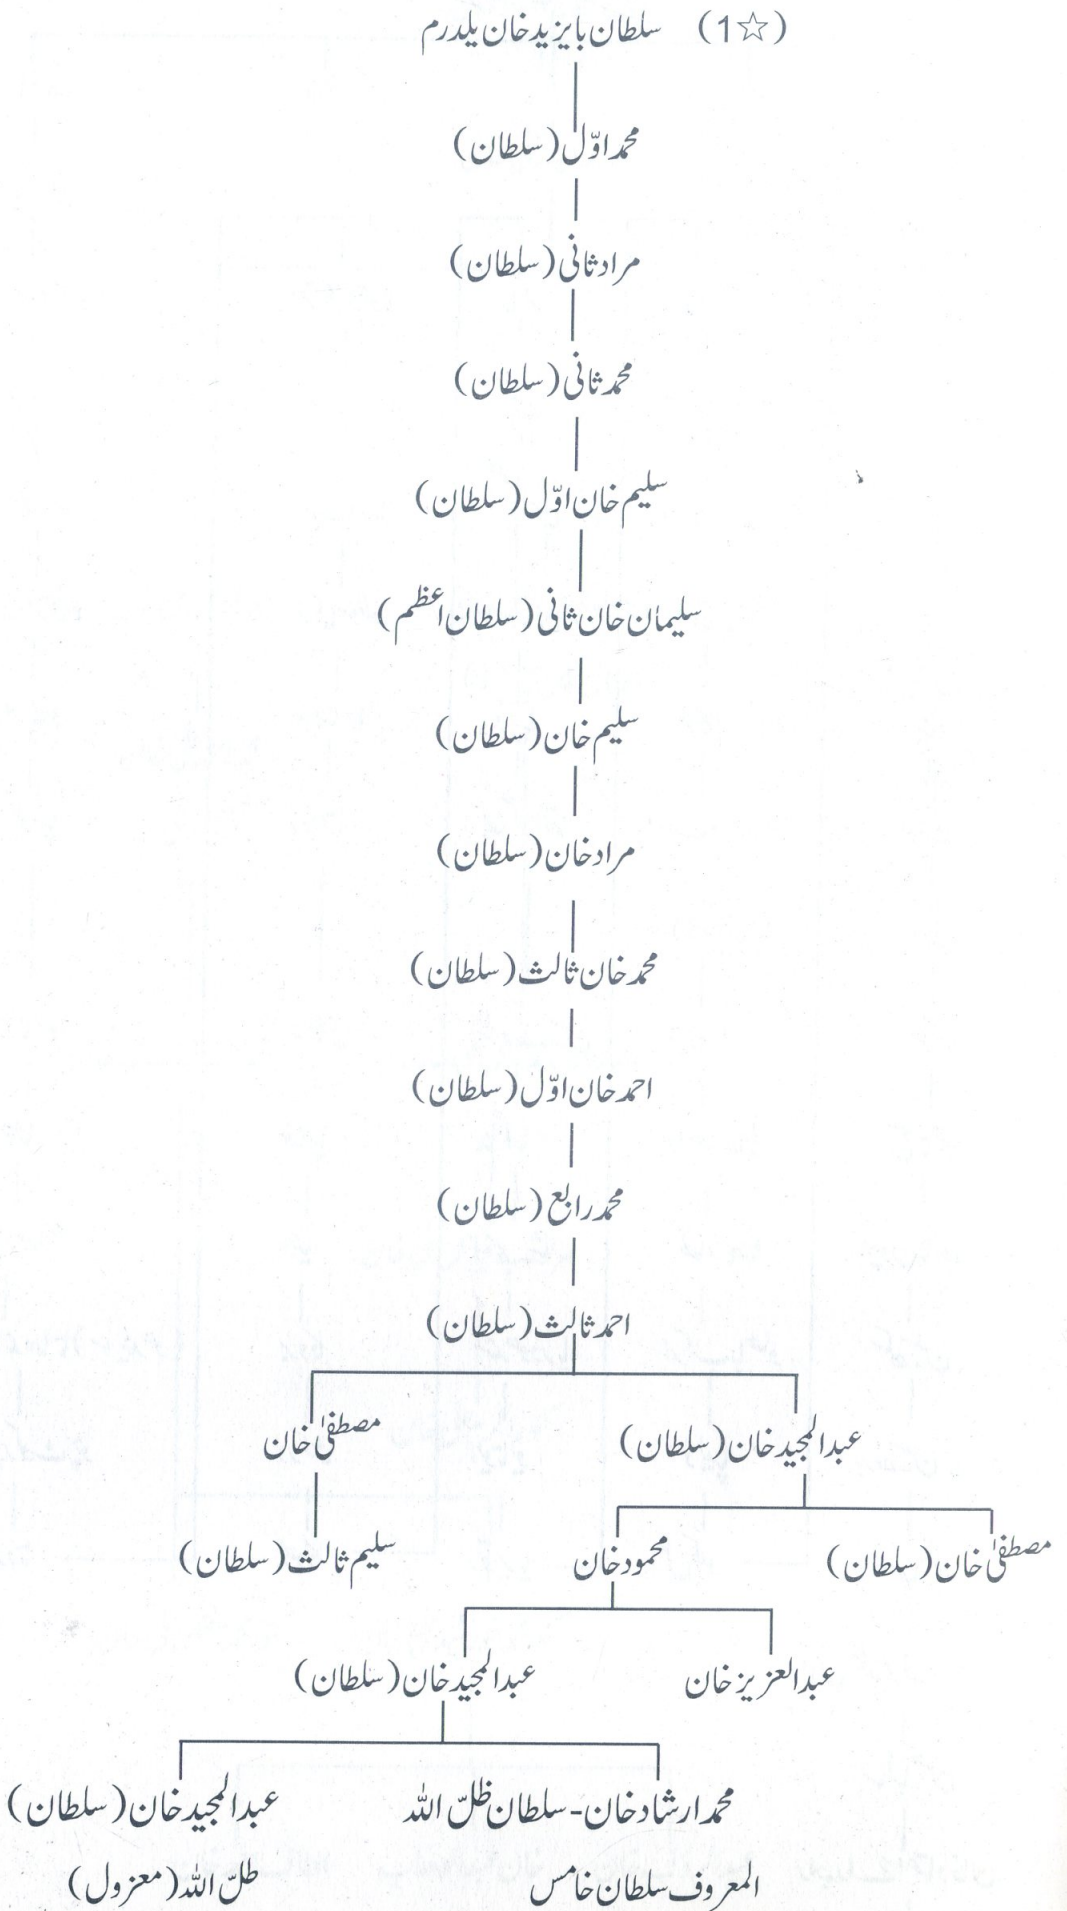 (☆1) سلطان بایزید خان یلدرم
محمد اوّل (سلطان)
مراد ثانی (سلطان)
محمد ثانی (سلطان)
سلیم خان اوّل (سلطان)
سلیمان خان ثانی (سلطان اعظم)
سلیم خان (سلطان)
مراد خان (سلطان)
محمد خان ثالث (سلطان)
احمد خان اوّل (سلطان)
محمد رابع (سلطان)
احمد ثالث (سلطان)
عبدالمجید خان (سلطان) مصطفیٰ خان
مصطفیٰ خان (سلطان) محمود خان سلیم ثالث (سلطان)
عبدالعزیز خان عبدالمجید خان (سلطان)
محمد ارشاد خان - سلطان ظلّ اللہ عبدالمجید خان (سلطان)
المعروف سلطان خامس ظلّ اللہ (معزول)